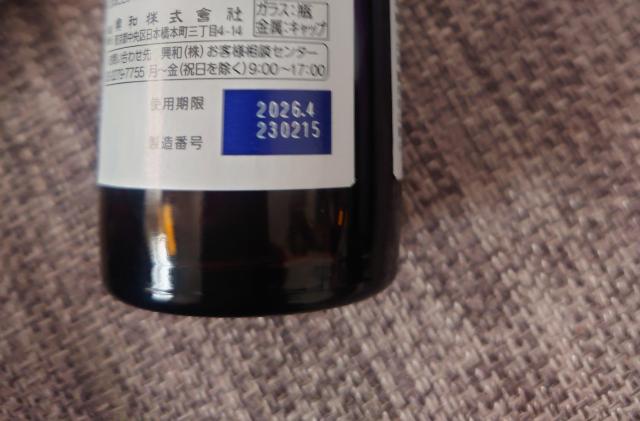 興和株式會社
東京都中央区日本橋本町三丁目4-14
ガラス:瓶
金属:キャップ
問い合わせ先 興和(株)お客様相談センター
3279-7755 月〜金(祝日を除く)9:00〜17:00
使用期限 2026.4
製造番号 230215